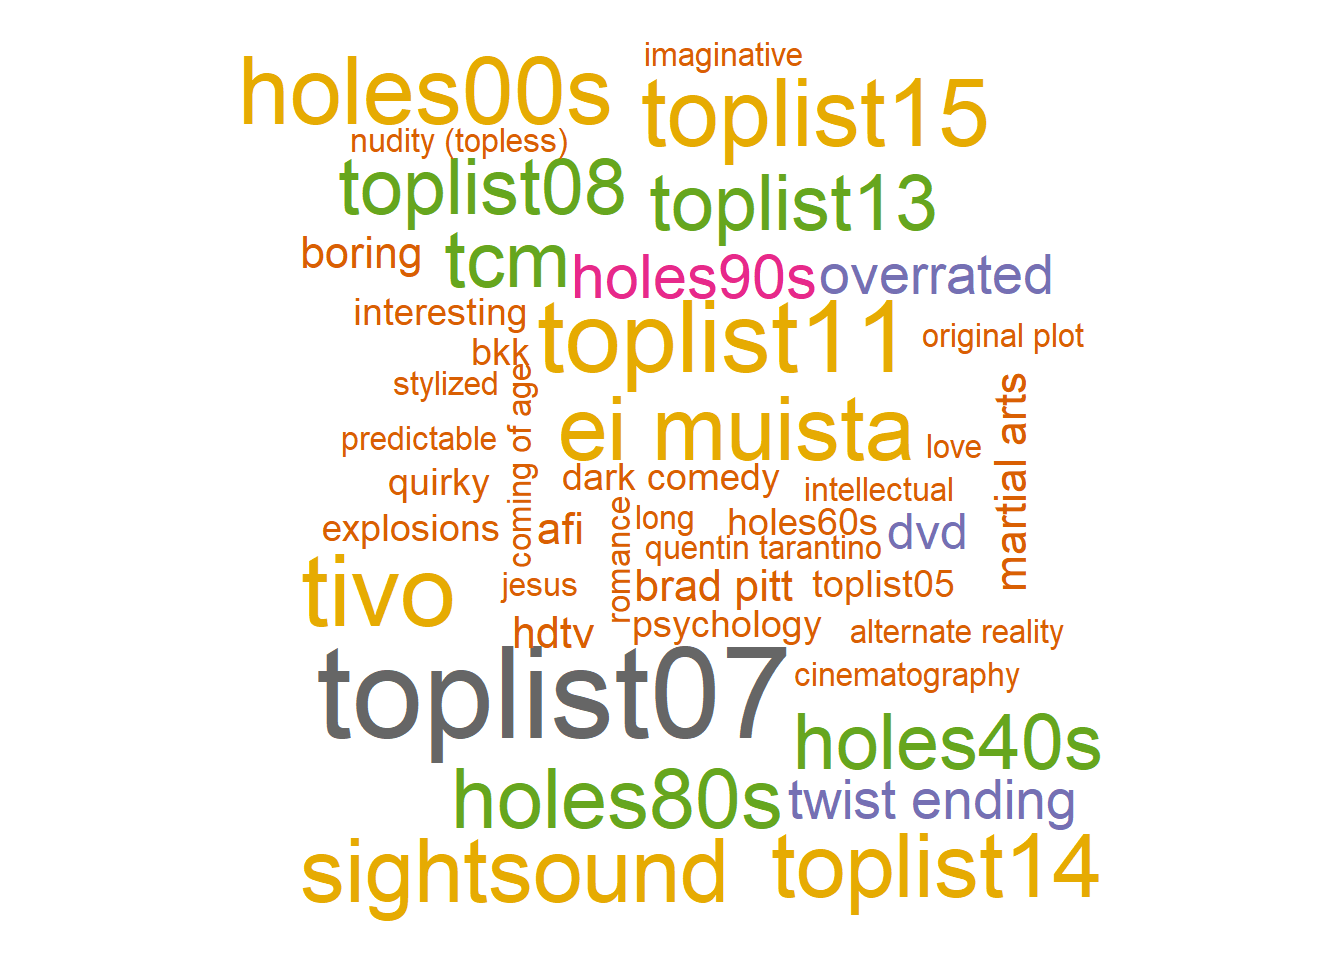 imaginative
holes00s
toplist15
nudity (topless)
toplist08
toplist13
boring
tcm
holes90s
overrated
interesting
toplist11
original plot
bkk
stylized
coming of age
ei muista
martial arts
predictable
love
quirky
dark comedy
intellectual
explosions
afi
romance
long
holes60s
dvd
quentin tarantino
tivo
jesus
brad pitt
toplist05
hdtv
psychology
alternate reality
toplist07
cinematography
holes40s
holes80s
twist ending
sightsound
toplist14